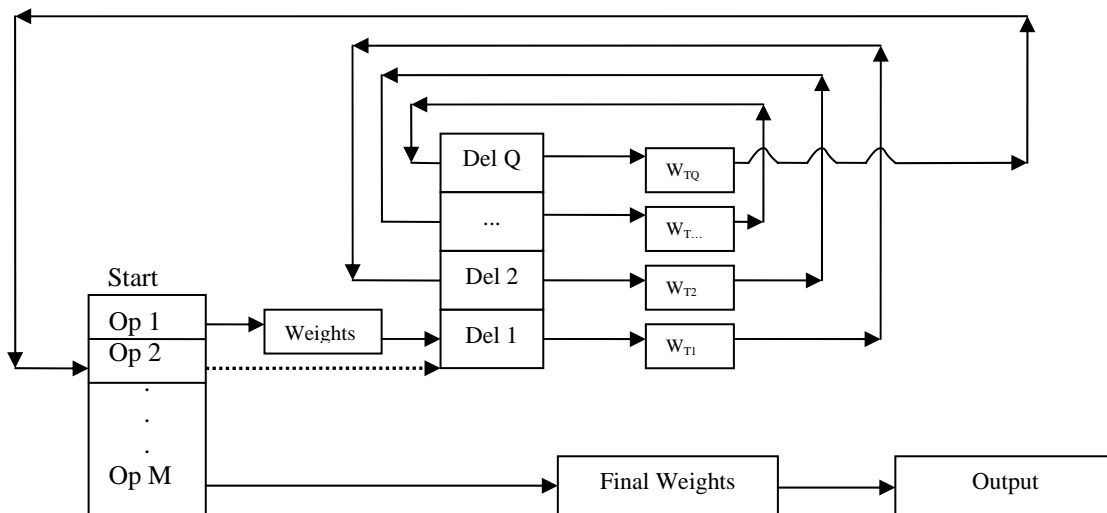 Del Q
W_TQ
...
W_T...
Start
Del 2
W_T2
Op 1
Weights
Del 1
W_T1
Op 2
.
.
.
Op M
Final Weights
Output